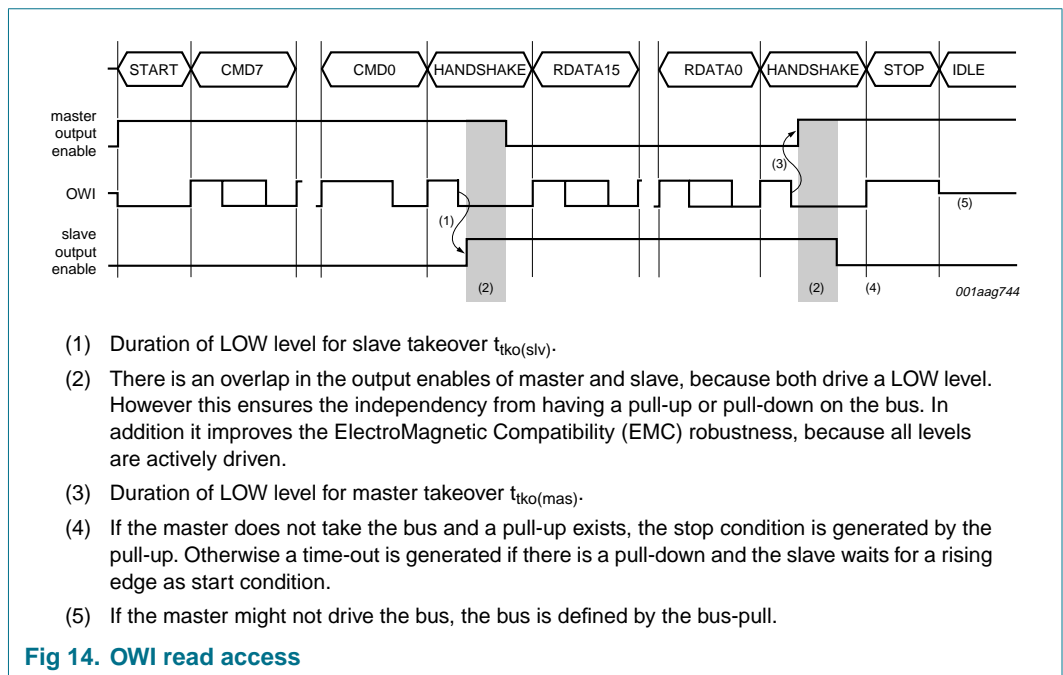 START CMD7 CMD0 HANDSHAKE RDATA15 RDATA0 HANDSHAKE STOP IDLE
master
output
enable
(3)
OWI
(5)
(1)
slave
output
enable
(2) (2) (4)
001aag744
(1) Duration of LOW level for slave takeover ttko(slv).
(2) There is an overlap in the output enables of master and slave, because both drive a LOW level.
However this ensures the independency from having a pull-up or pull-down on the bus. In
addition it improves the ElectroMagnetic Compatibility (EMC) robustness, because all levels
are actively driven.
(3) Duration of LOW level for master takeover ttko(mas).
(4) If the master does not take the bus and a pull-up exists, the stop condition is generated by the
pull-up. Otherwise a time-out is generated if there is a pull-down and the slave waits for a rising
edge as start condition.
(5) If the master might not drive the bus, the bus is defined by the bus-pull.
Fig 14. OWI read access